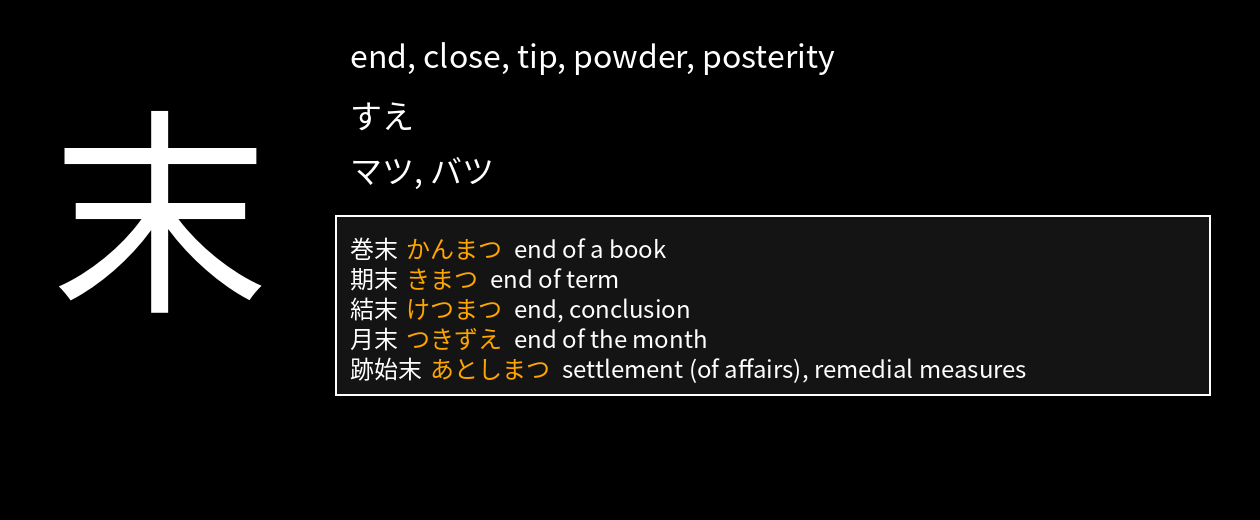 末
end, close, tip, powder, posterity
すえ
マツ, バツ
巻末 かんまつ end of a book
期末 きまつ end of term
結末 けつまつ end, conclusion
月末 つきずえ end of the month
跡始末 あとしまつ settlement (of affairs), remedial measures